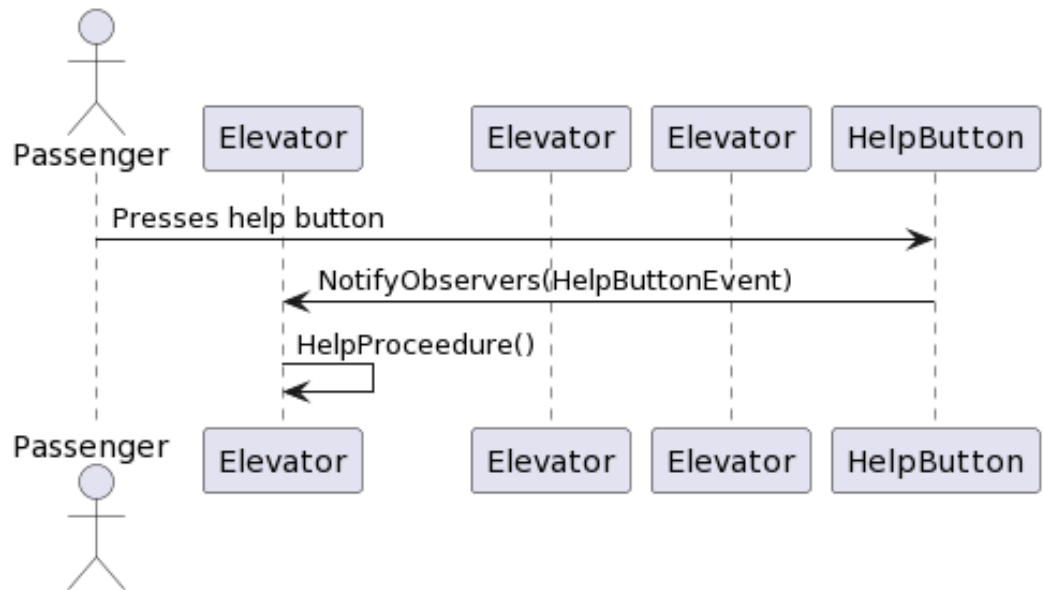 Passenger
Elevator
Elevator
Elevator
HelpButton
Presses help button
NotifyObservers(HelpButtonEvent)
HelpProceedure()
Passenger
Elevator
Elevator
Elevator
HelpButton